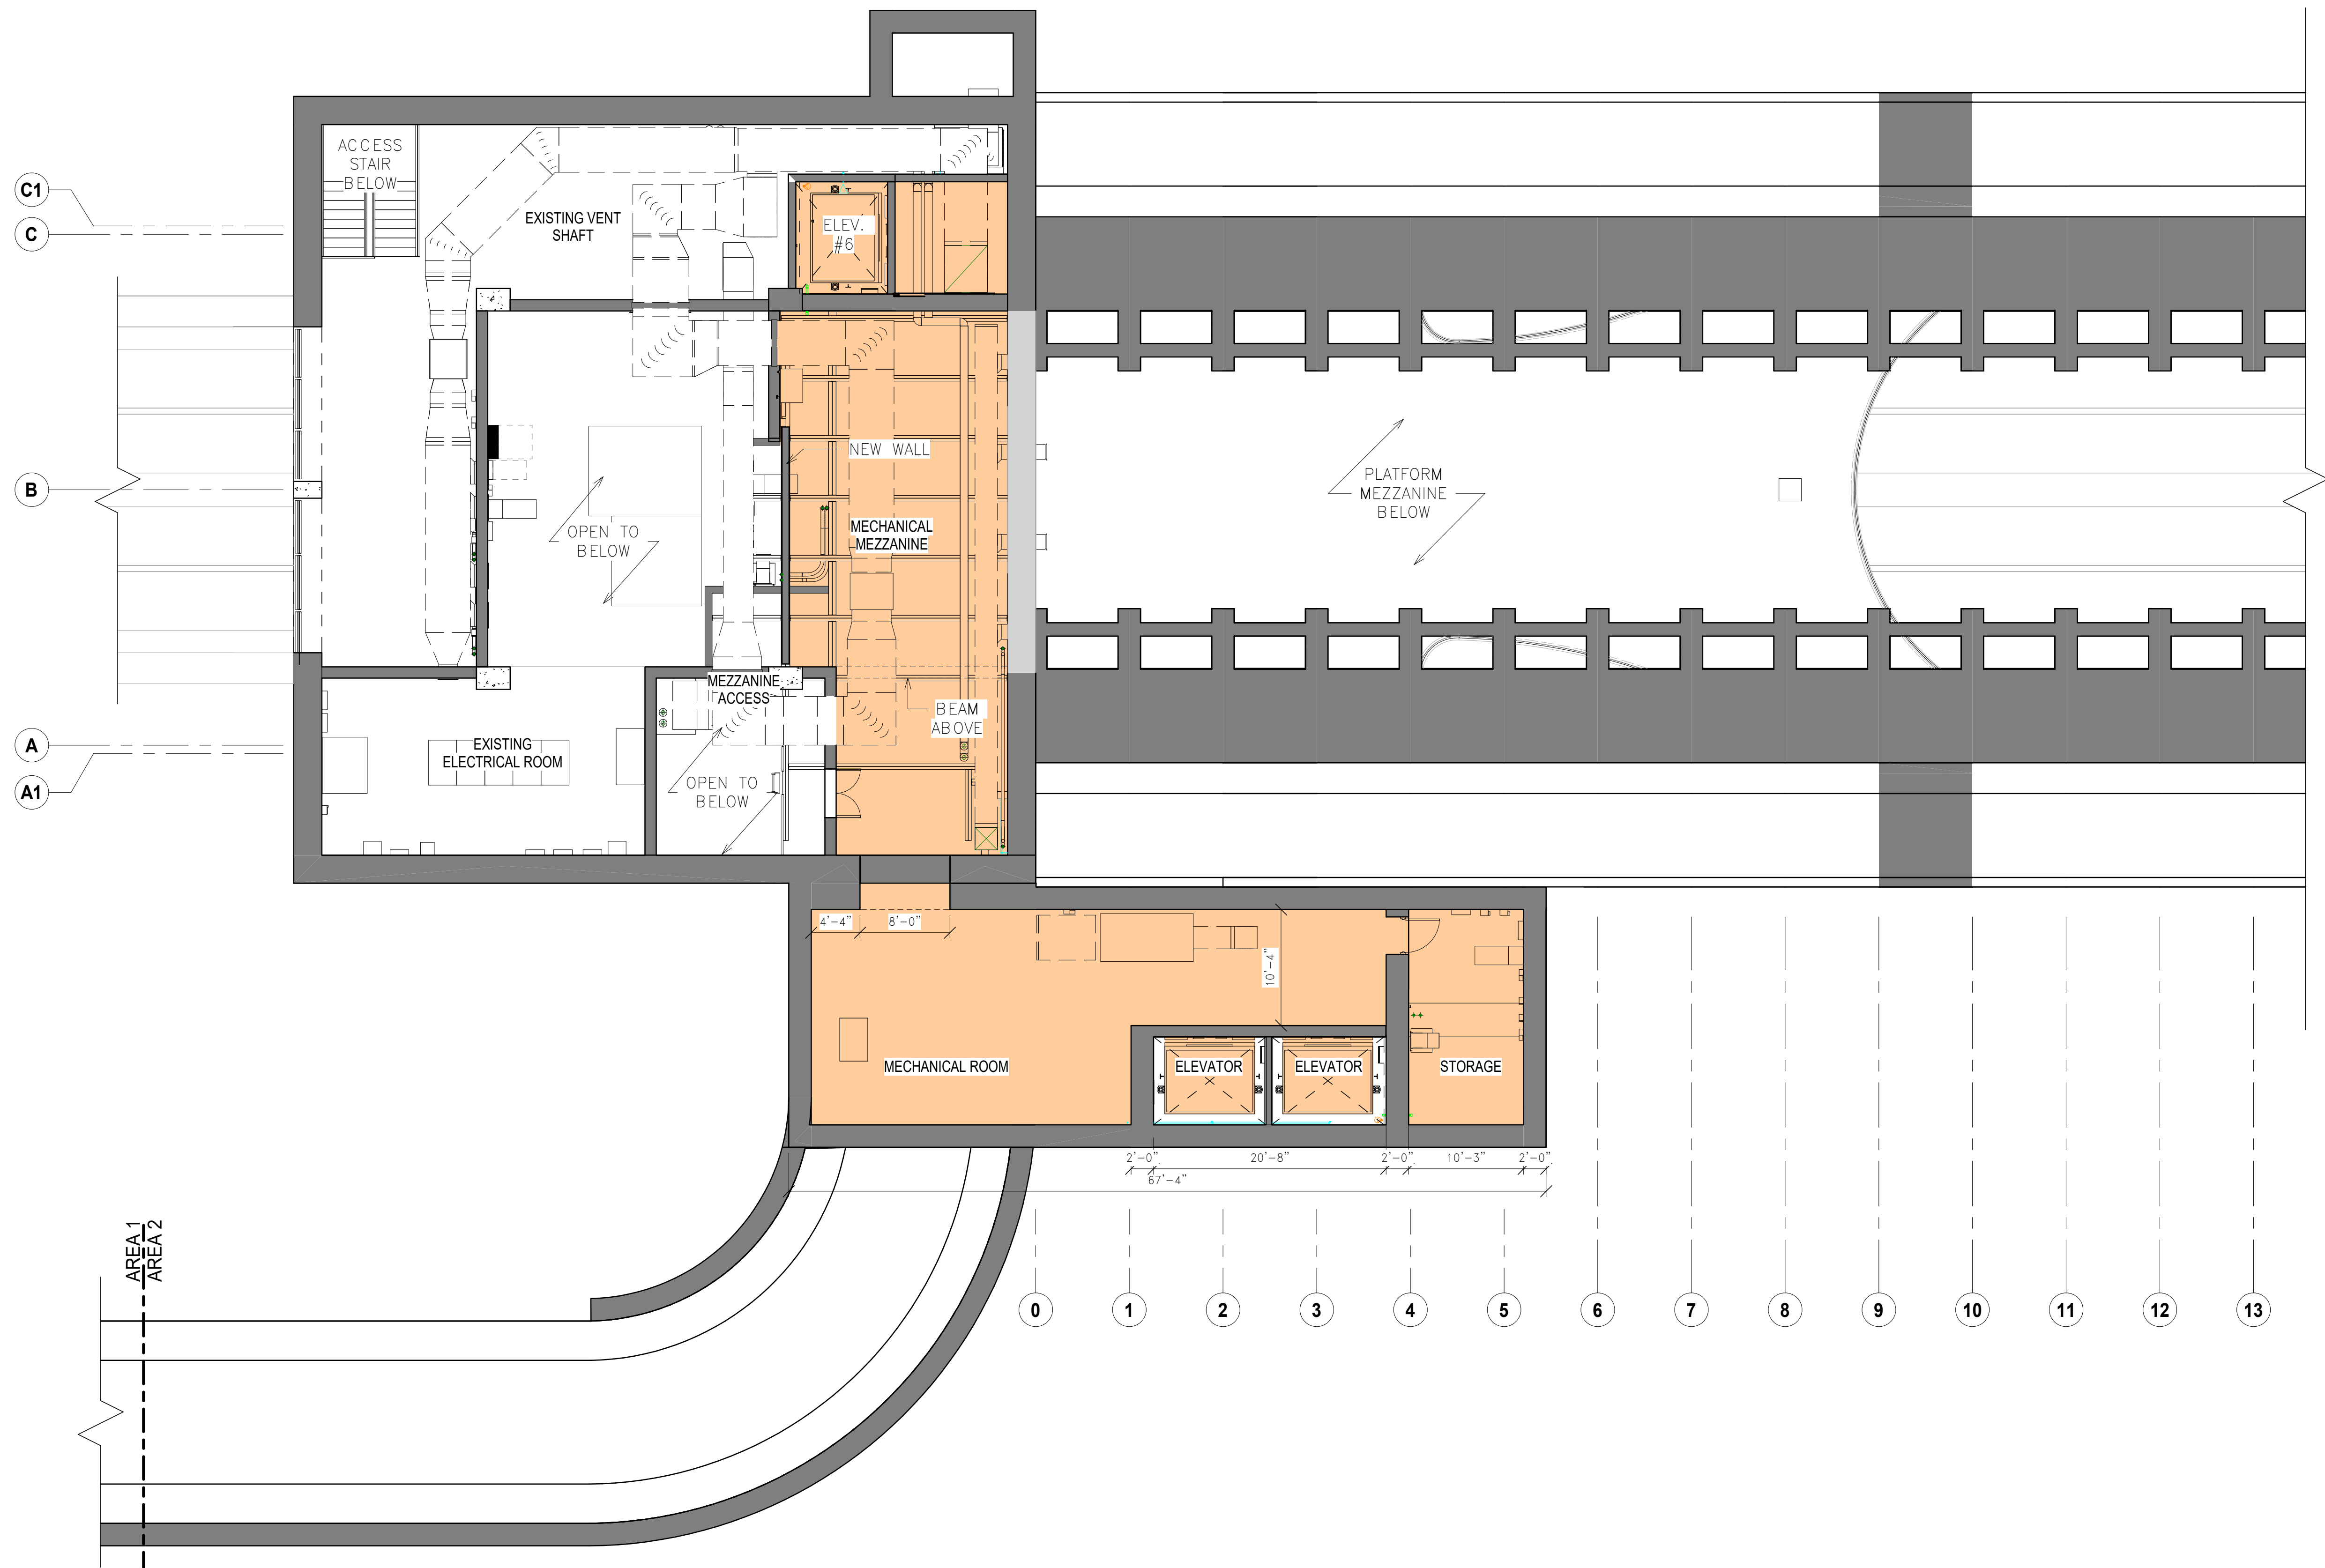 ACCESS
STAIR
BELOW
C1
C
EXISTING VENT
SHAFT
ELEV.
#6
NEW WALL
B
PLATFORM
MEZZANINE
BELOW
OPEN TO
BELOW
MECHANICAL
MEZZANINE
MEZZANINE
ACCESS
BEAM
ABOVE
A
EXISTING
ELECTRICAL ROOM
A1
OPEN TO
BELOW
4'-4"
8'-0"
10'-4"
MECHANICAL ROOM
ELEVATOR
ELEVATOR
STORAGE
2'-0"
20'-8"
2'-0"
10'-3"
2'-0"
67'-4"
AREA 1
AREA 2
0
1
2
3
4
5
6
7
8
9
10
11
12
13